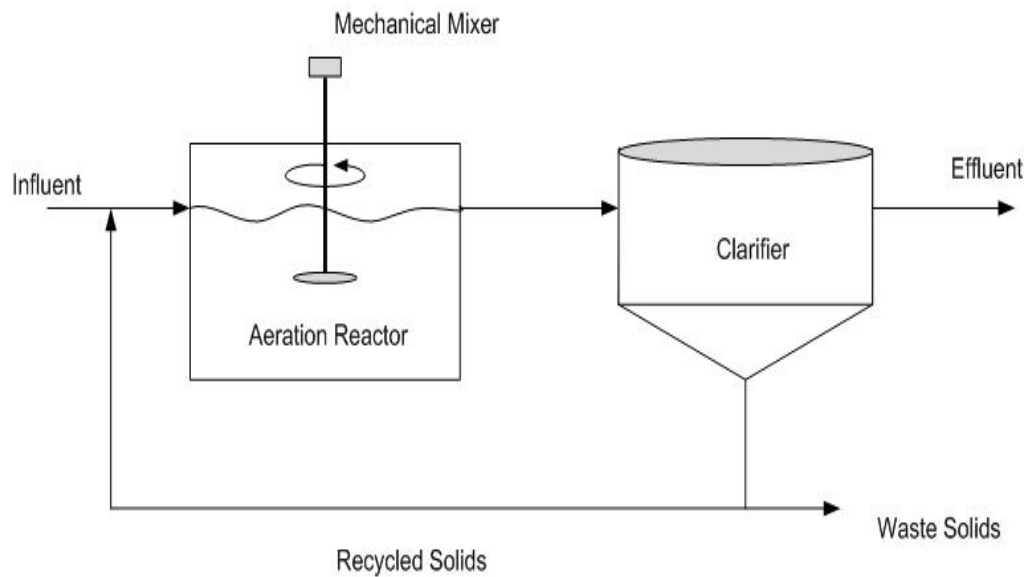 Mechanical Mixer
Influent
Effluent
Clarifier
Aeration Reactor
Waste Solids
Recycled Solids